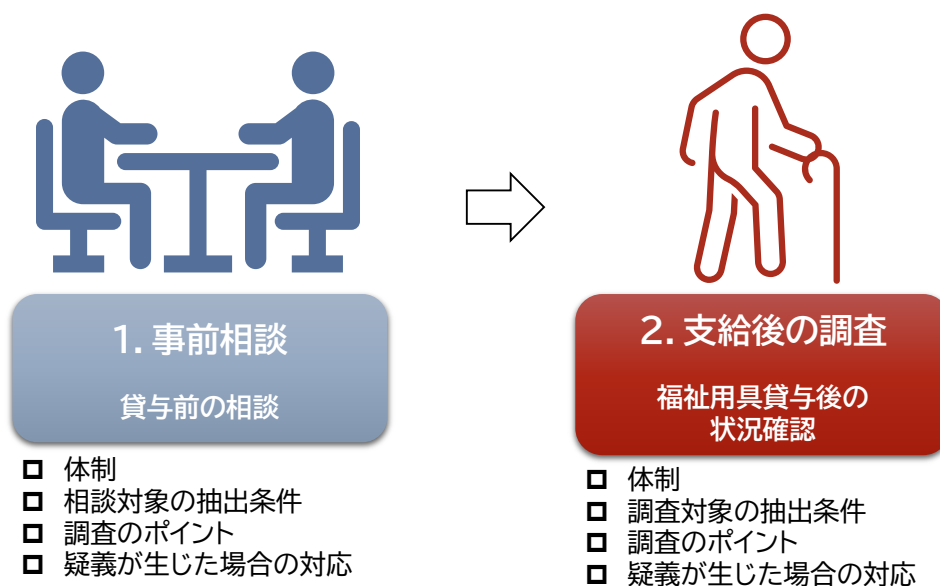 1. 事前相談
貸与前の相談
□ 体制
□ 相談対象の抽出条件
□ 調査のポイント
□ 疑義が生じた場合の対応
2. 支給後の調査
福祉用具貸与後の
状況確認
□ 体制
□ 調査対象の抽出条件
□ 調査のポイント
□ 疑義が生じた場合の対応